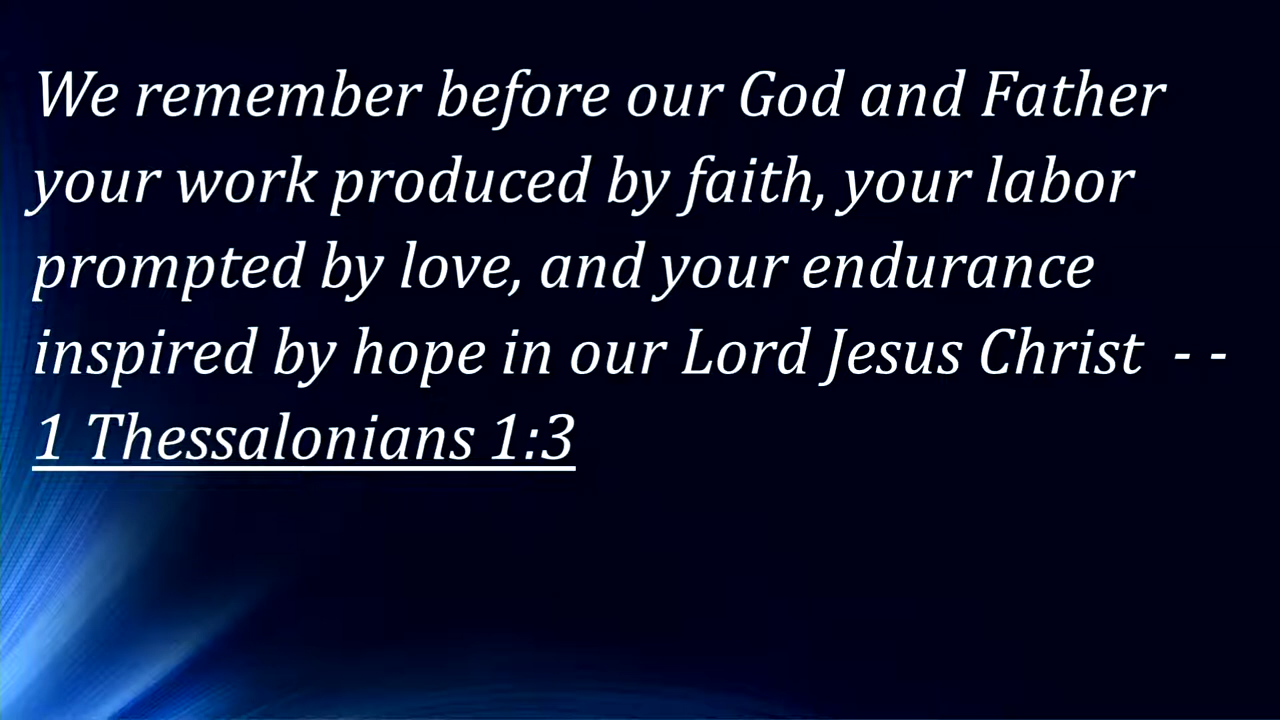 We remember before our God and Father
your work produced by faith, your labor
prompted by love, and your endurance
inspired by hope in our Lord Jesus Christ  - -
1 Thessalonians 1:3